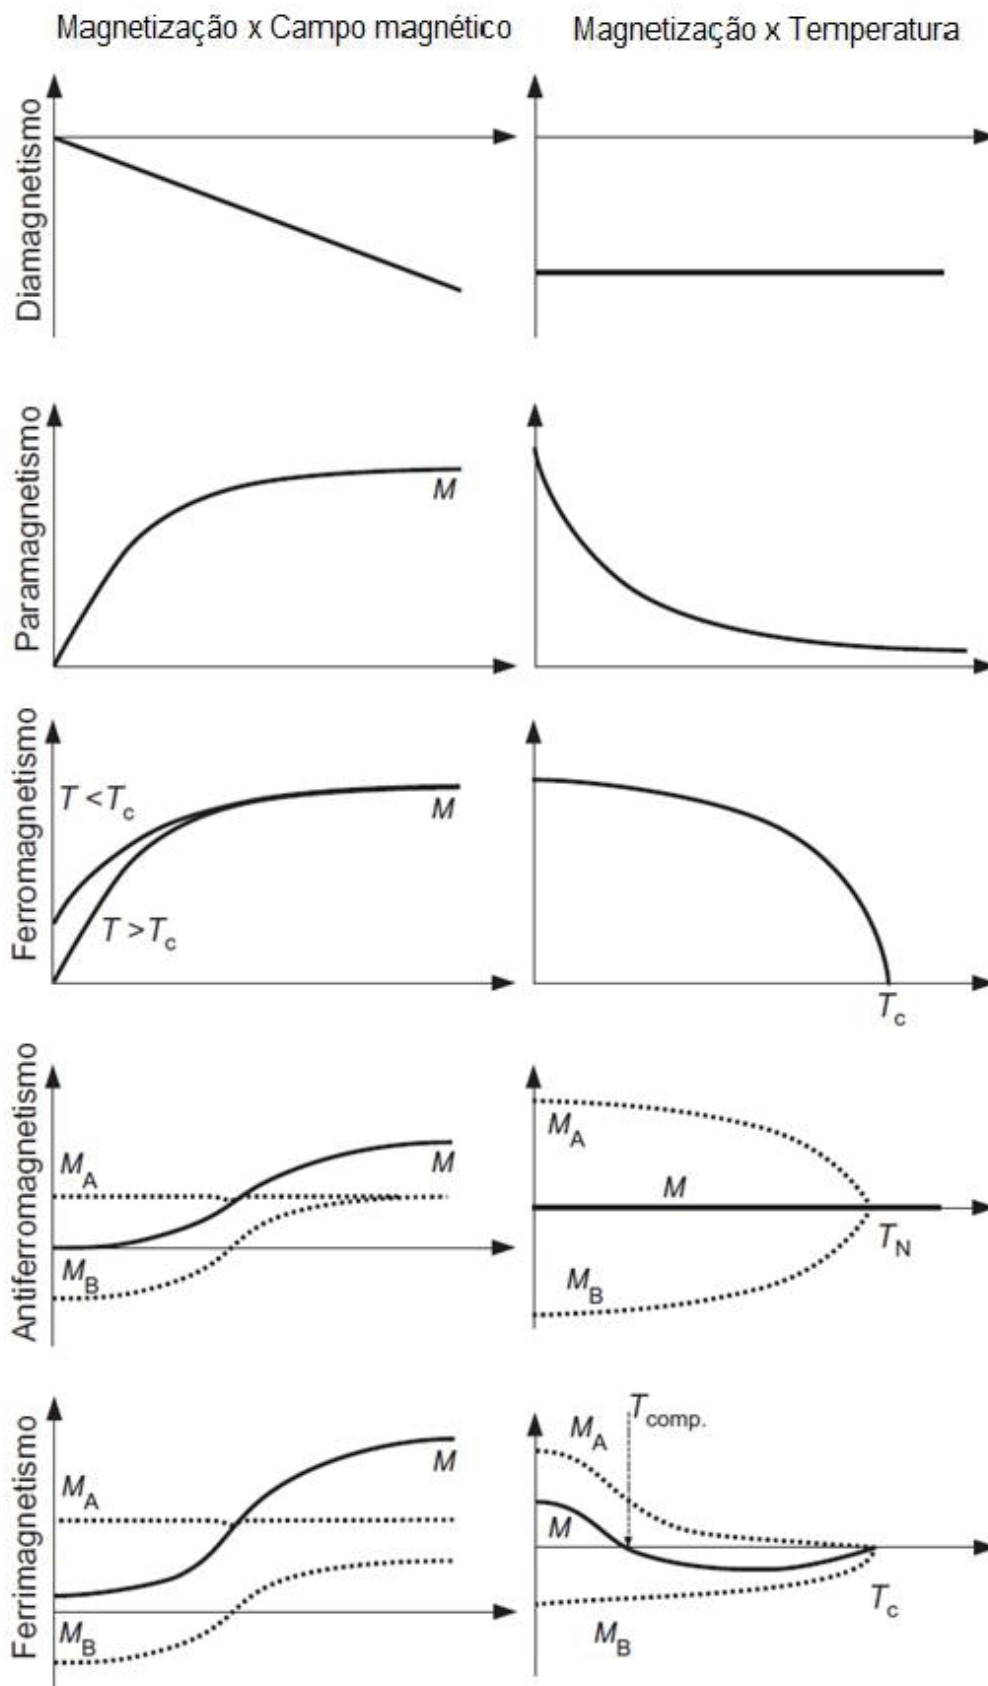 Magnetização x Campo magnético
Magnetização x Temperatura
Diamagnetismo
Paramagnetismo
M
Ferromagnetismo
T < Tc
T > Tc
M
Tc
Antiferromagnetismo
MA
MB
M
MA
M
MB
TN
Ferrimagnetismo
MA
MB
M
MA
Tcomp.
M
MB
Tc